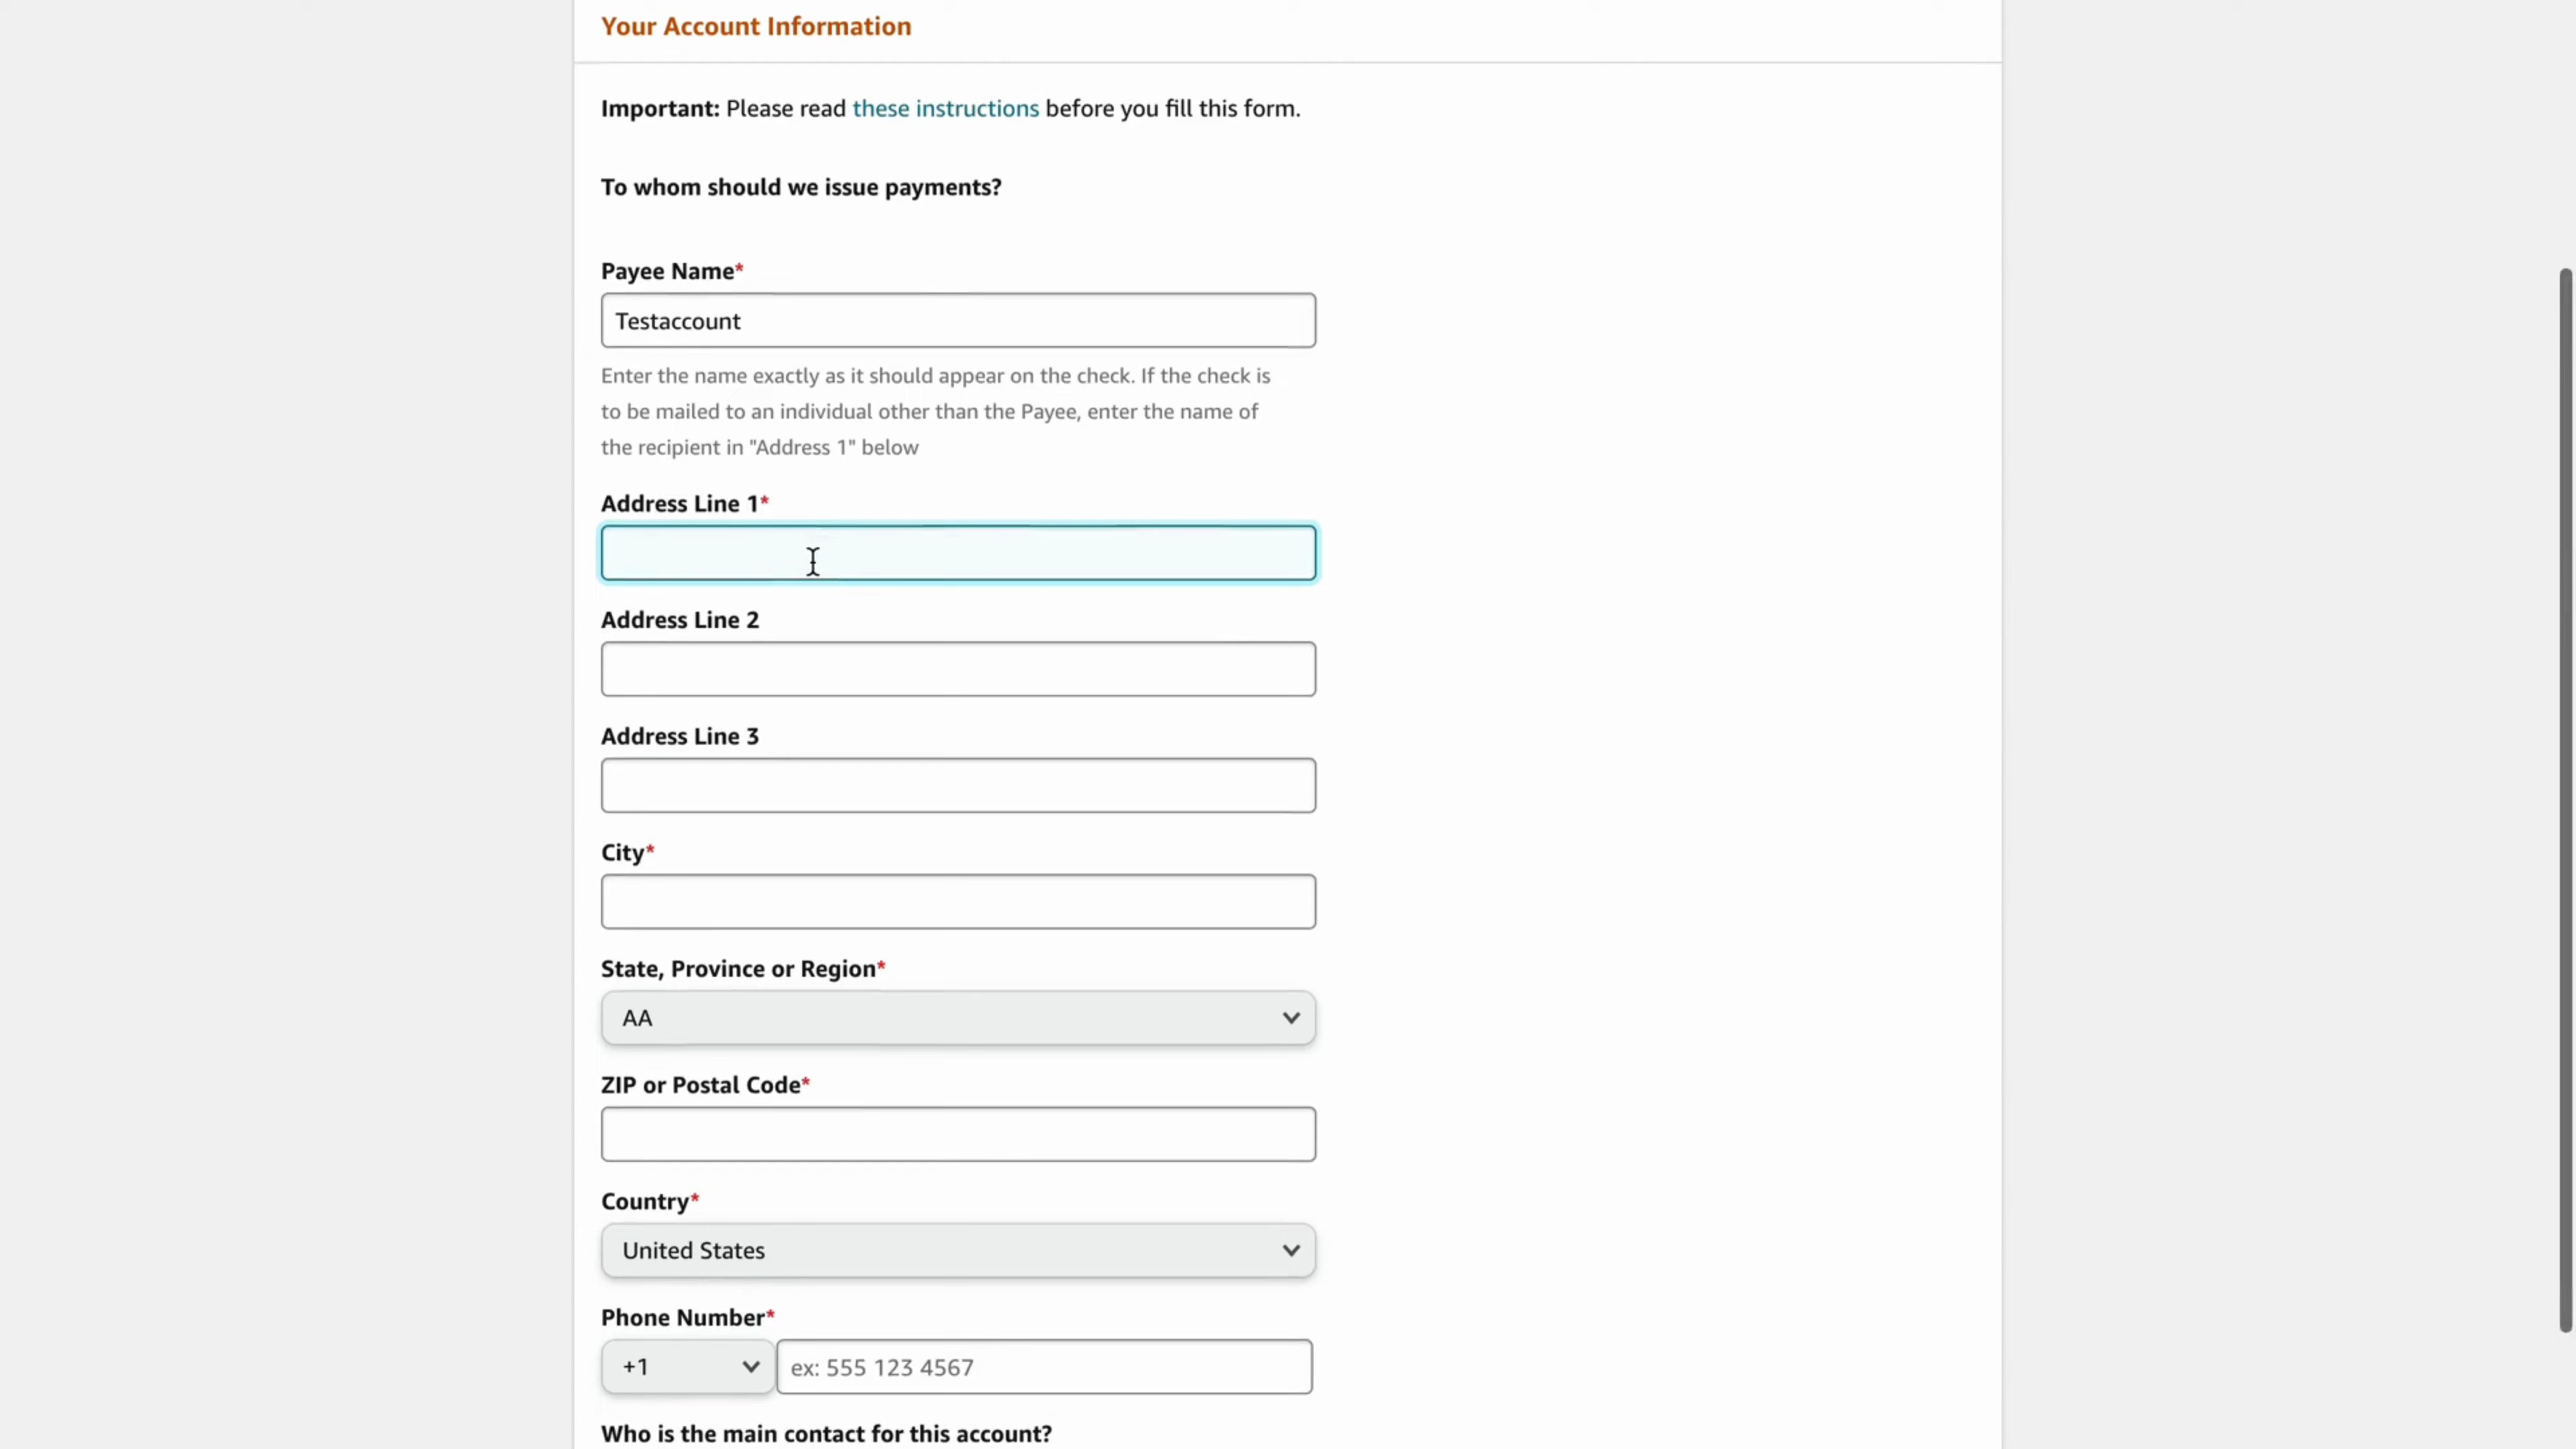 Your Account Information
Important: Please read these instructions before you fill this form.
To whom should we issue payments?
Payee Name*
Testaccount
Enter the name exactly as it should appear on the check. If the check is
to be mailed to an individual other than the Payee, enter the name of
the recipient in "Address 1" below
Address Line 1*
Address Line 2
Address Line 3
City*
State, Province or Region*
AA
ZIP or Postal Code*
Country*
United States
Phone Number*
+1 ex: 555 123 4567
Who is the main contact for this account?